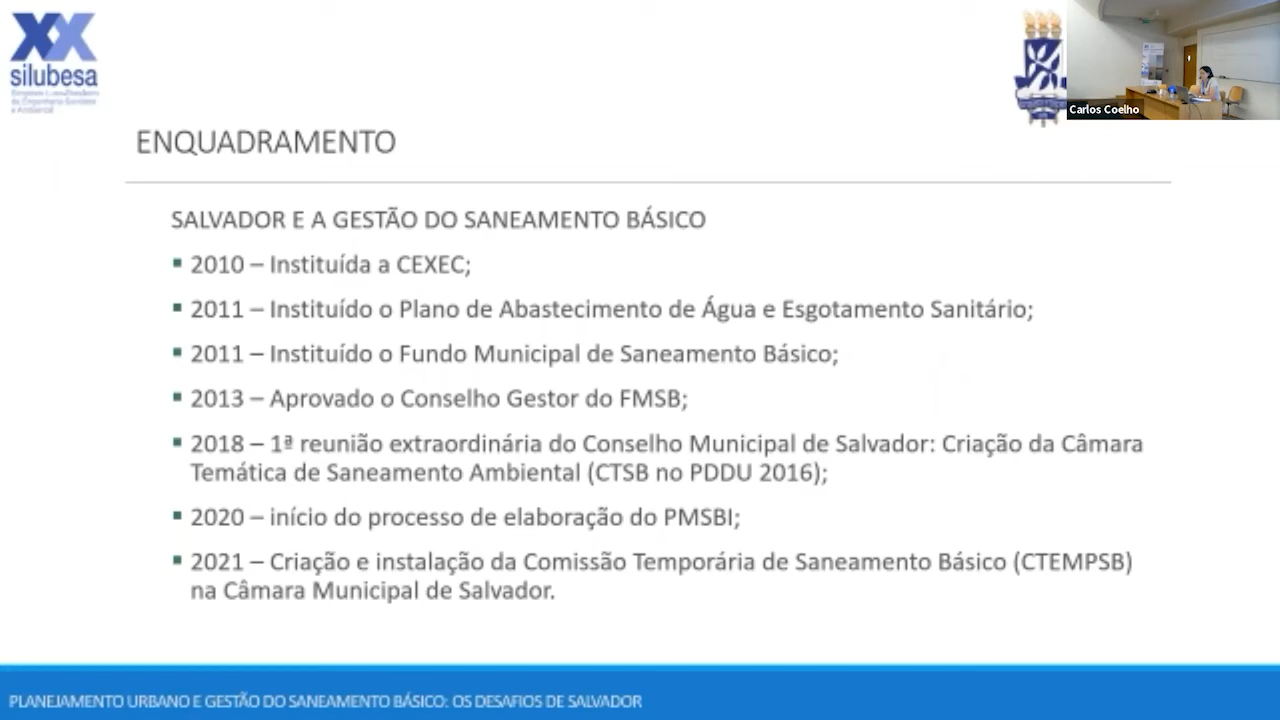 silubesa
Carlos Coelho
ENQUADRAMENTO
SALVADOR E A GESTÃO DO SANEAMENTO BÁSICO
▪ 2010 – Instituída a CEXEC;
▪ 2011 – Instituído o Plano de Abastecimento de Água e Esgotamento Sanitário;
▪ 2011 – Instituído o Fundo Municipal de Saneamento Básico;
▪ 2013 – Aprovado o Conselho Gestor do FMSB;
▪ 2018 – 1ª reunião extraordinária do Conselho Municipal de Salvador: Criação da Câmara
Temática de Saneamento Ambiental (CTSB no PDDU 2016);
▪ 2020 – início do processo de elaboração do PMSBI;
▪ 2021 – Criação e instalação da Comissão Temporária de Saneamento Básico (CTEMPSB)
na Câmara Municipal de Salvador.
PLANEJAMENTO URBANO E GESTÃO DO SANEAMENTO BÁSICO: OS DESAFIOS DE SALVADOR